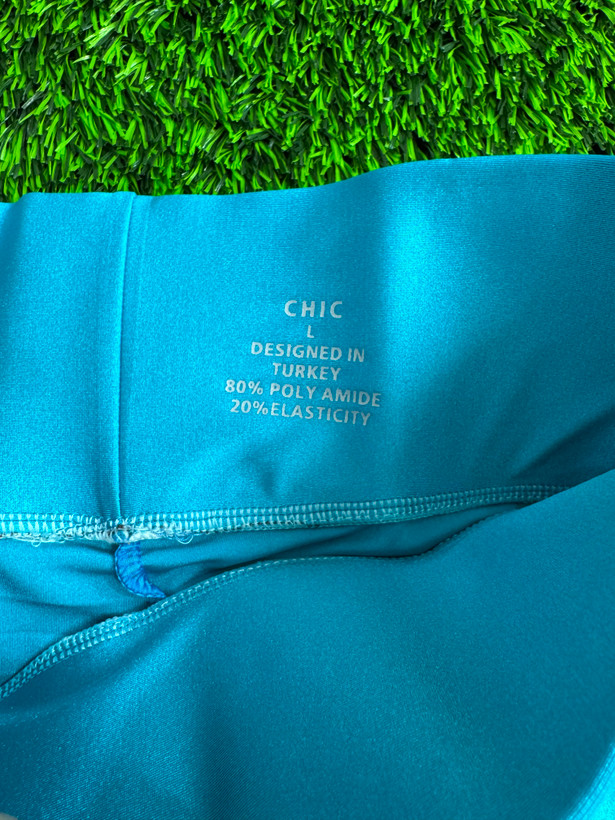 CHIC
L
DESIGNED IN
TURKEY
80% POLY AMIDE
20%ELASTICITY